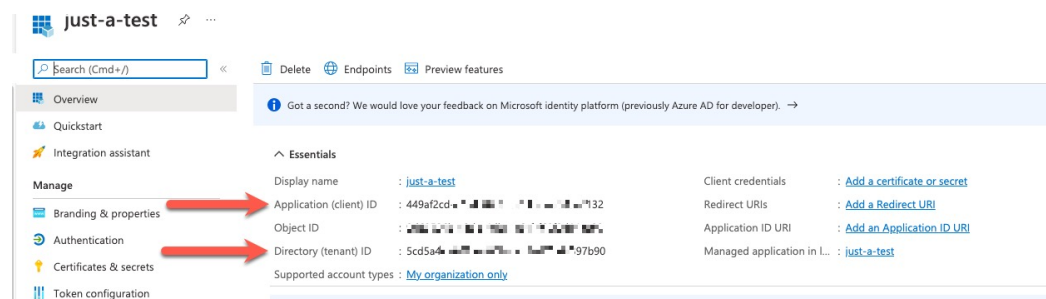 just-a-test ...
Search (Cmd+/) «
Delete Endpoints Preview features
Overview
Got a second? We would love your feedback on Microsoft identity platform (previously Azure AD for developer). →
Quickstart
Integration assistant
Essentials
Manage
Display name : just-a-test
Client credentials : Add a certificate or secret
Application (client) ID : 449af2cd- 132
Redirect URIs : Add a Redirect URI
Branding & properties
Object ID :
Application ID URI : Add an Application ID URI
Authentication
Directory (tenant) ID : 5cd5a4 97b90
Managed application in l... : just-a-test
Certificates & secrets
Supported account types : My organization only
Token configuration